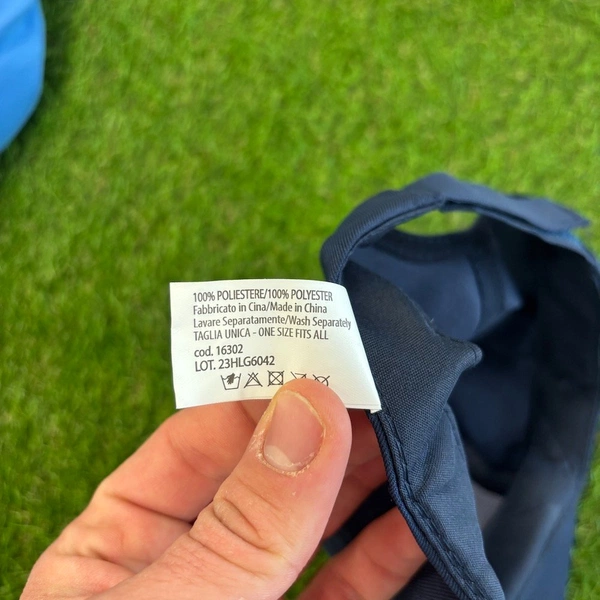 100% POLIESTERE/100% POLYESTER
Fabbricato in Cina/Made in China
Lavare Separatamente/Wash Separately
TAGLIA UNICA - ONE SIZE FITS ALL
cod. 16302
LOT. 23HLG6042